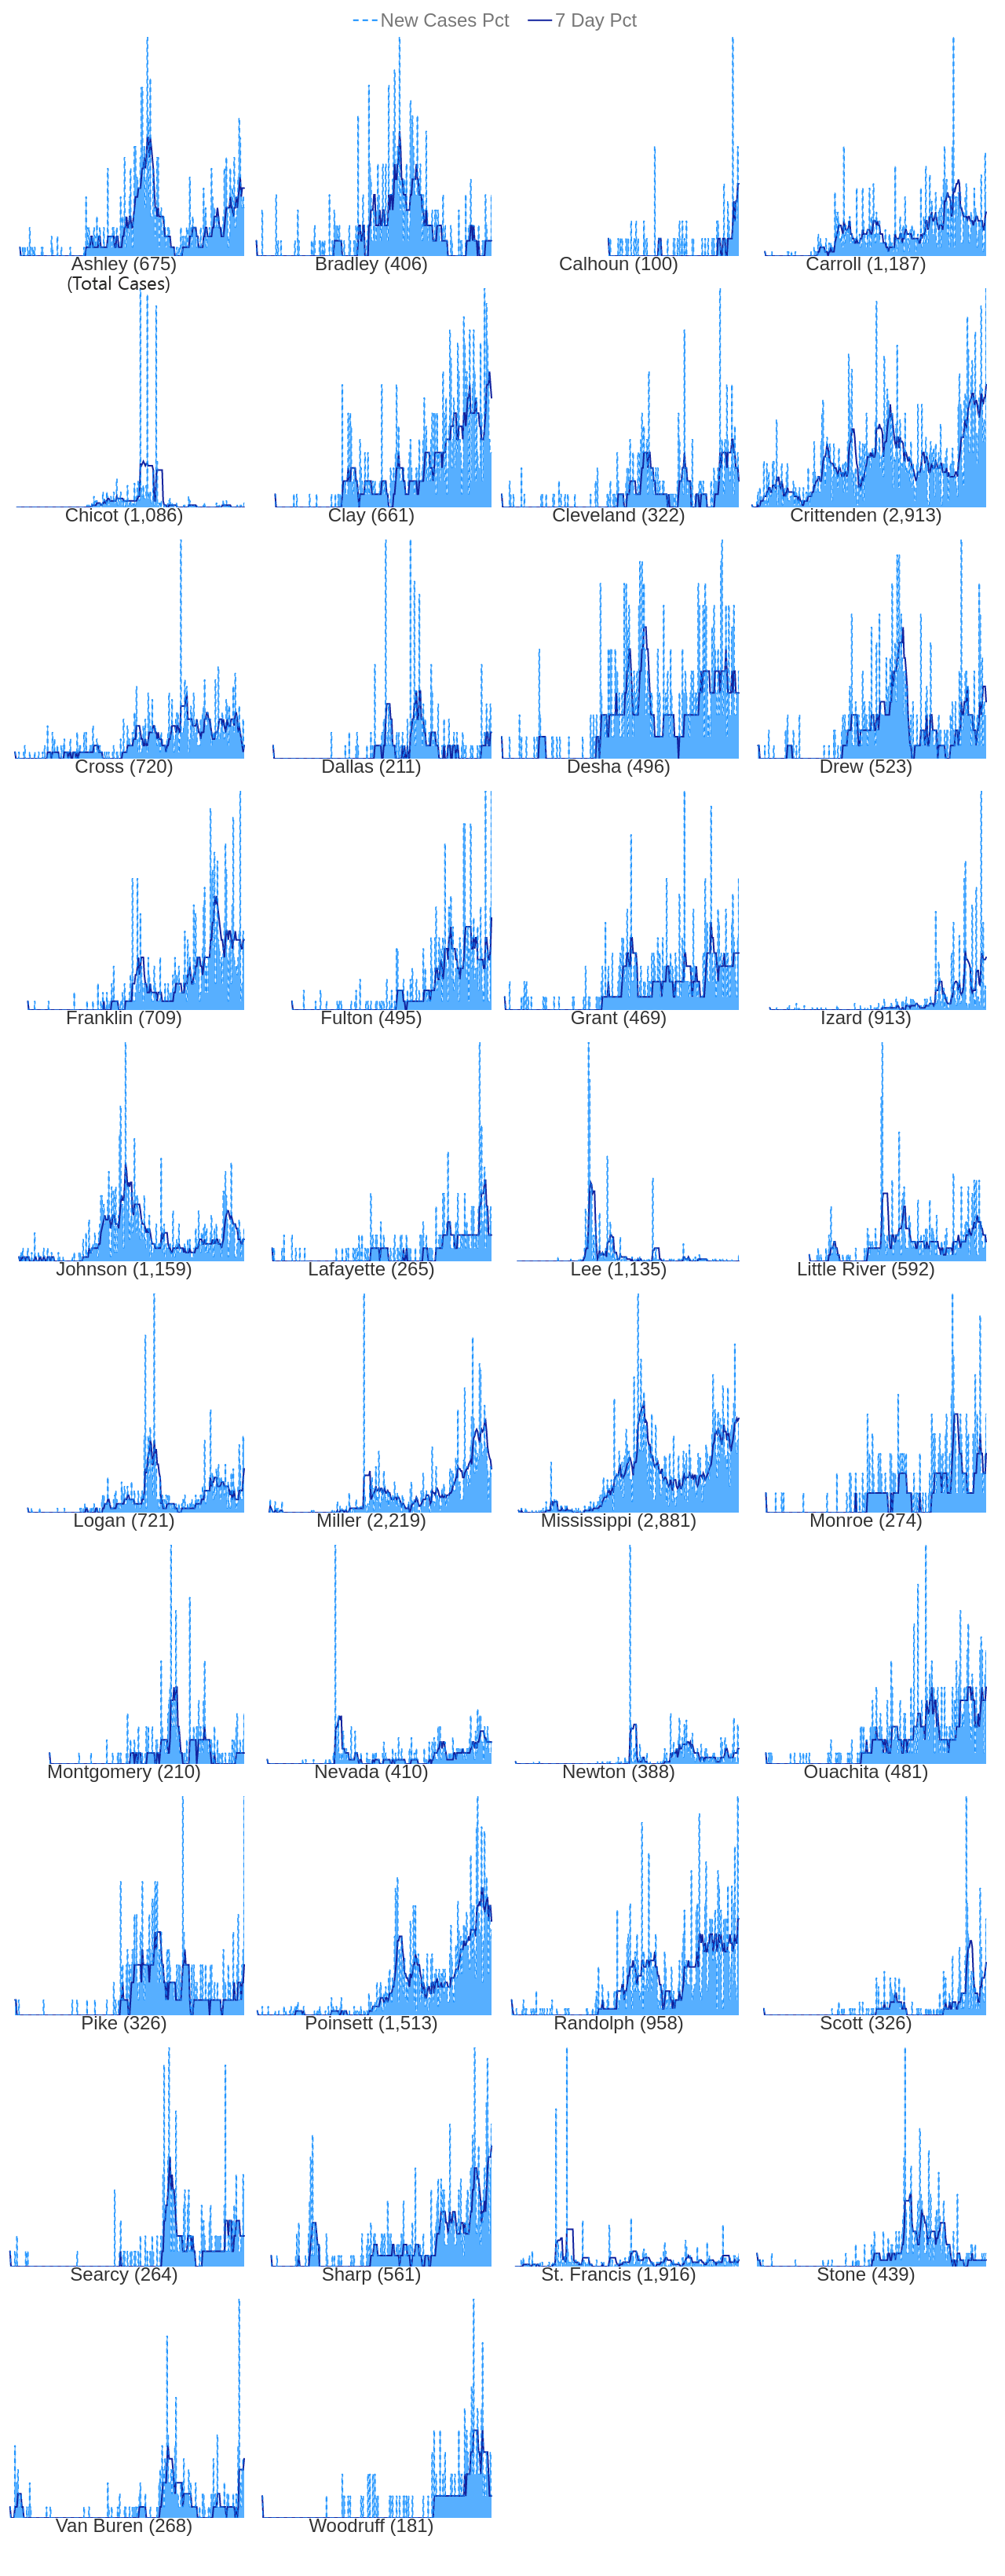 New Cases Pct 7 Day Pct
Ashley (675) Bradley (406) Calhoun (100) Carroll (1,187)
(Total Cases)
Chicot (1,086) Clay (661) Cleveland (322) Crittenden (2,913)
Cross (720) Dallas (211) Desha (496) Drew (523)
Franklin (709) Fulton (495) Grant (469) Izard (913)
Johnson (1,159) Lafayette (265) Lee (1,135) Little River (592)
Logan (721) Miller (2,219) Mississippi (2,881) Monroe (274)
Montgomery (210) Nevada (410) Newton (388) Ouachita (481)
Pike (326) Poinsett (1,513) Randolph (958) Scott (326)
Searcy (264) Sharp (561) St. Francis (1,916) Stone (439)
Van Buren (268) Woodruff (181)